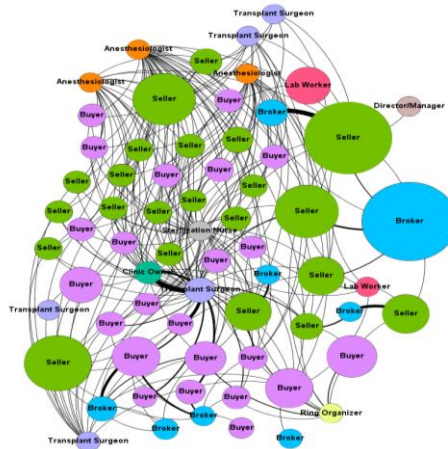 Transplant Surgeon
Transplant Surgeon
Anesthesiologist
Seller
Anesthesiologist
Anesthesiologist
Lab Worker
Seller
Buyer
Broker
Director/Manager
Buyer
Buyer
Seller
Seller
Seller
Buyer
Seller
Buyer
Buyer
Seller
Seller
Seller
Seller
Seller
Seller
Seller
Seller
Broker
Buyer
Buyer
Sterilization Nurse
Seller
Buyer
Buyer
Seller
Buyer
Clinic Owner
Broker
Seller
Buyer
Transplant Surgeon
Lab Worker
Buyer
Transplant Surgeon
Broker
Seller
Seller
Buyer
Buyer
Buyer
Seller
Seller
Buyer
Buyer
Buyer
Buyer
Buyer
Buyer
Buyer
Buyer
Broker
Buyer
Broker
Ring Organizer
Broker
Buyer
Transplant Surgeon
Broker